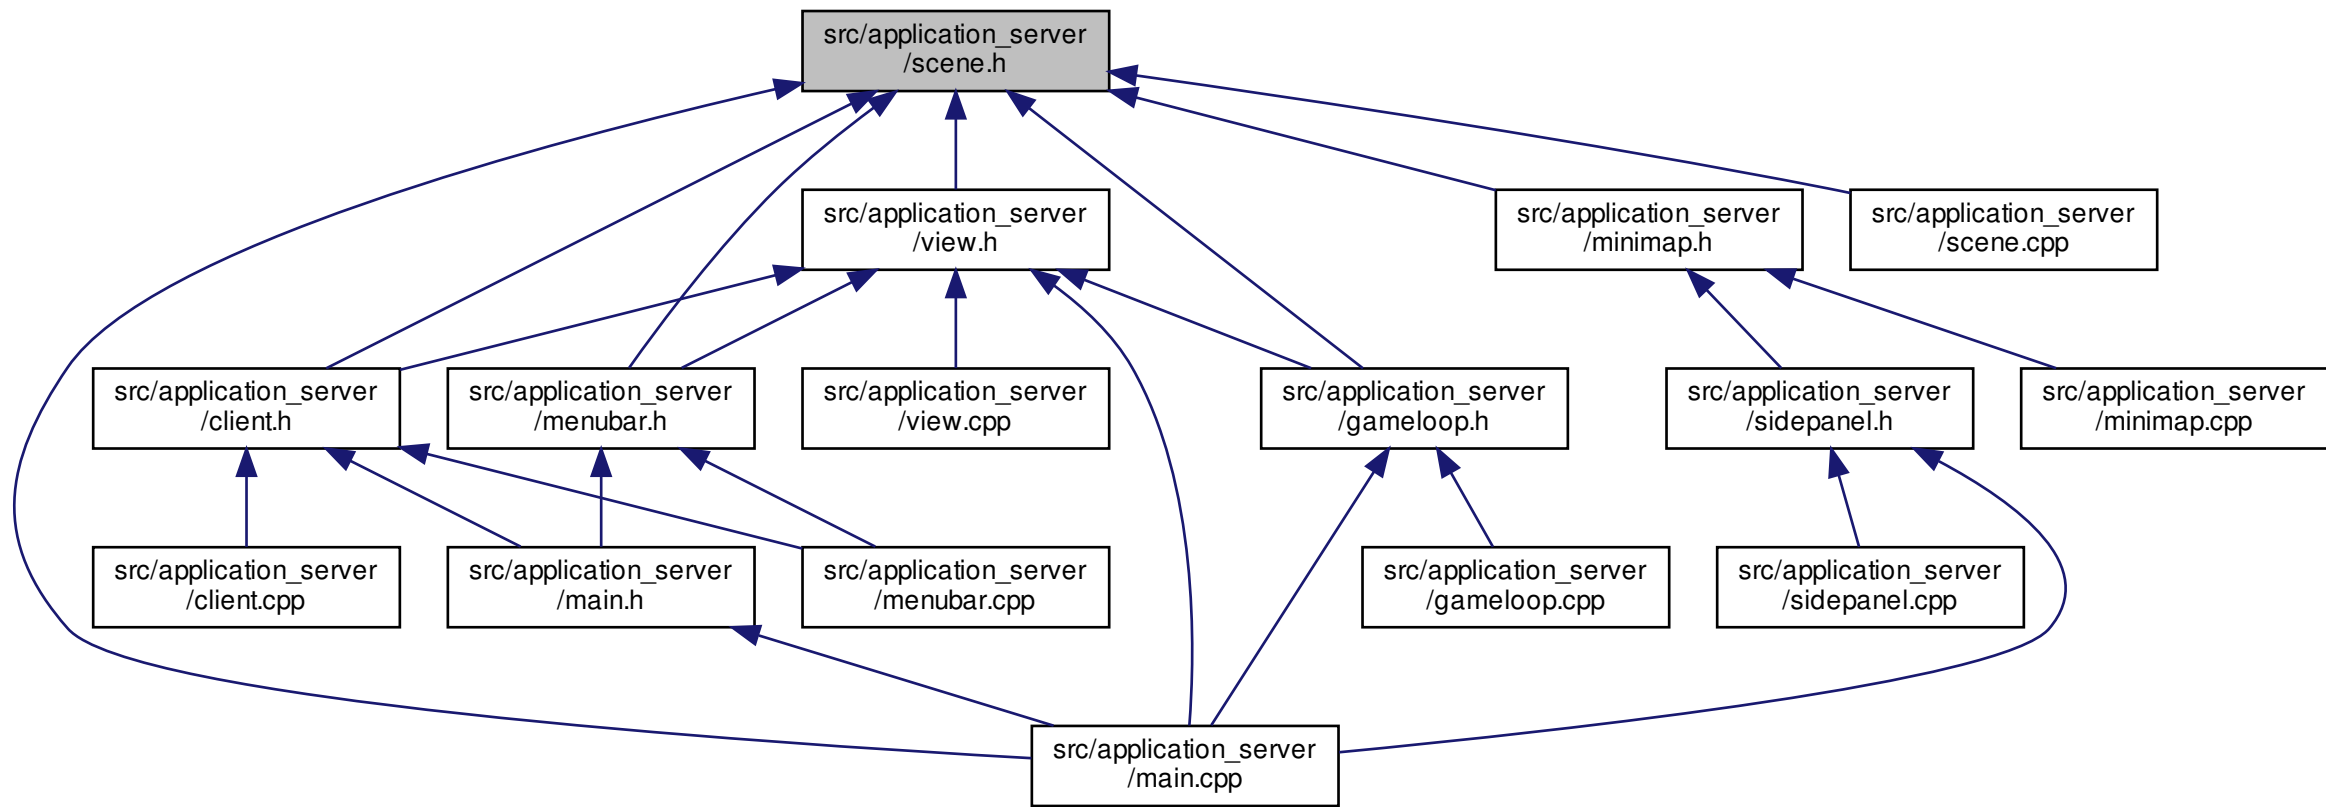 src/application_server
/scene.h
src/application_server
/view.h
src/application_server
/minimap.h
src/application_server
/scene.cpp
src/application_server
/client.h
src/application_server
/menubar.h
src/application_server
/view.cpp
src/application_server
/gameloop.h
src/application_server
/sidepanel.h
src/application_server
/minimap.cpp
src/application_server
/client.cpp
src/application_server
/main.h
src/application_server
/menubar.cpp
src/application_server
/gameloop.cpp
src/application_server
/sidepanel.cpp
src/application_server
/main.cpp